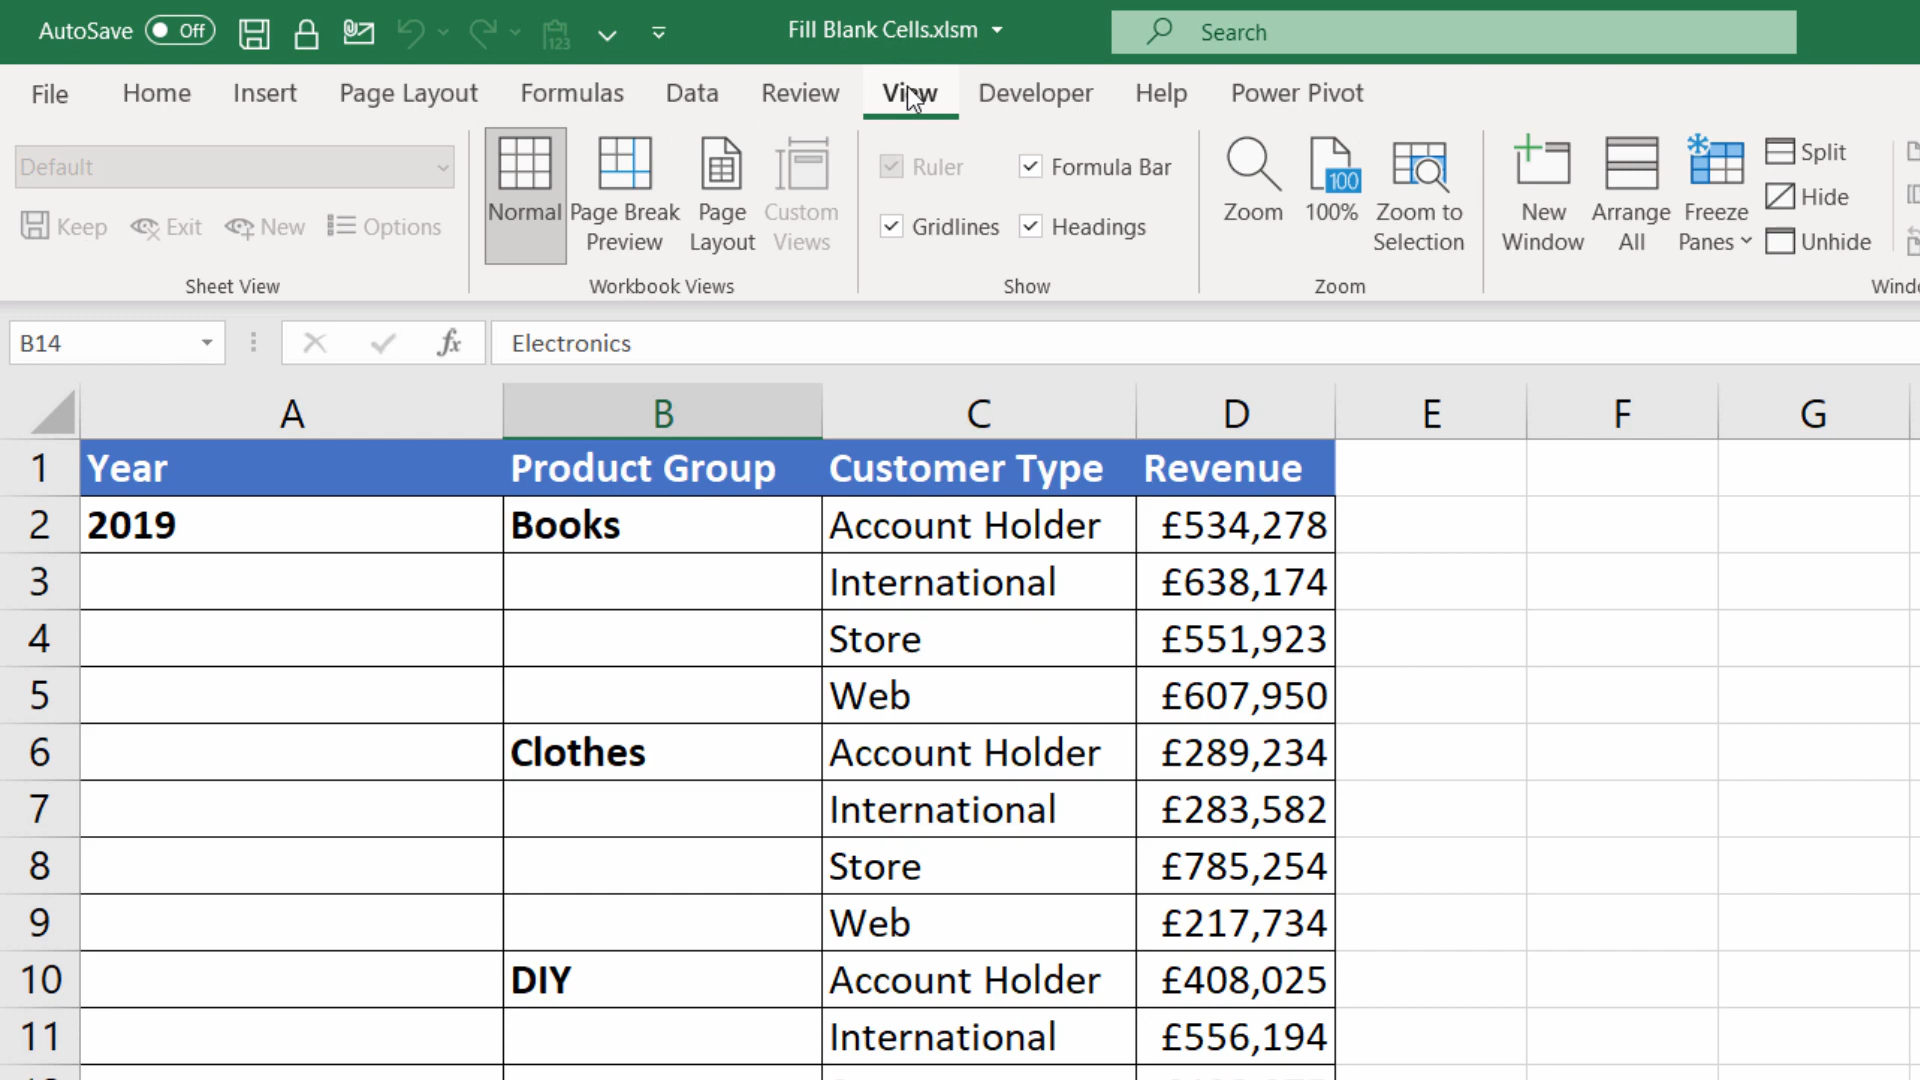 AutoSave Off Fill Blank Cells.xlsm Search
File Home Insert Page Layout Formulas Data Review View Developer Help Power Pivot
Default
Keep Exit New Options
Sheet View
Normal Page Break Preview Page Layout Custom Views
Workbook Views
Ruler Formula Bar
Gridlines Headings
Show
Zoom 100% Zoom to Selection
Zoom
New Window Arrange All Freeze Panes
Split
Hide
Unhide
B14 fx Electronics
A B C D E F G
1 Year Product Group Customer Type Revenue
2 2019 Books Account Holder £534,278
3 International £638,174
4 Store £551,923
5 Web £607,950
6 Clothes Account Holder £289,234
7 International £283,582
8 Store £785,254
9 Web £217,734
10 DIY Account Holder £408,025
11 International £556,194